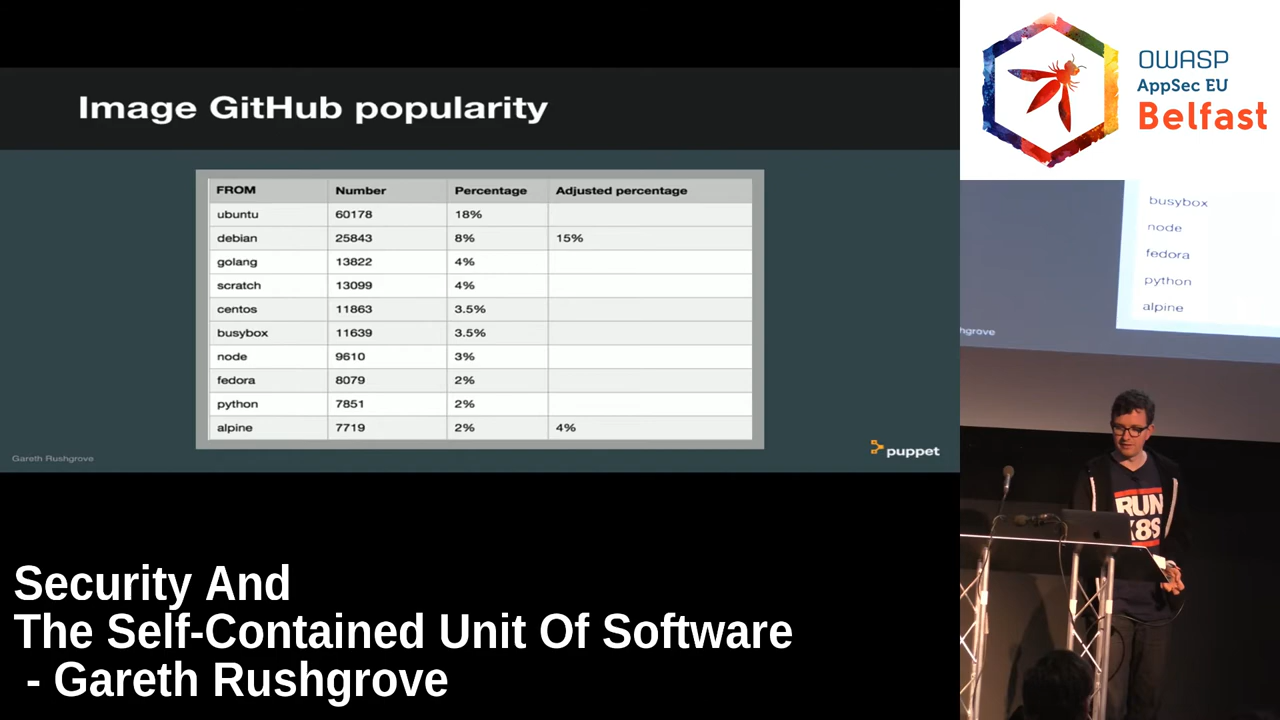 Image GitHub popularity
FROM Number Percentage Adjusted percentage
ubuntu 60178 18%
debian 25843 8% 15%
golang 13822 4%
scratch 13099 4%
centos 11863 3.5%
busybox 11639 3.5%
node 9610 3%
fedora 8079 2%
python 7851 2%
alpine 7719 2% 4%
Gareth Rushgrove
puppet
OWASP
AppSec EU
Belfast
busybox
node
fedora
python
alpine
hgrove
RUN
K8S
Security And
The Self-Contained Unit Of Software
- Gareth Rushgrove